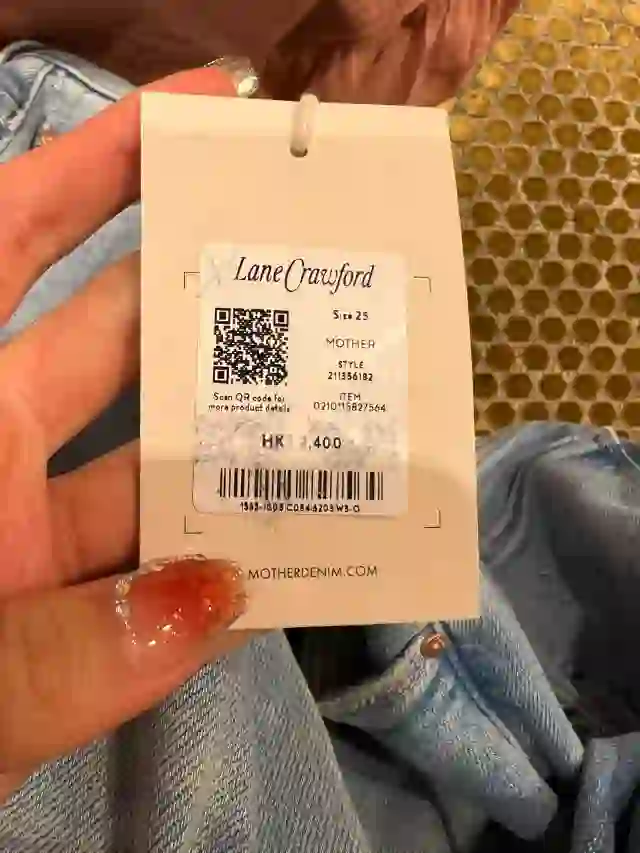 Lane Crawford
Size 25
MOTHER
STYLE
211356182
Scan QR code for
more product details
ITEM
0210115827564
HK ,400
MOTHERDENIM.COM